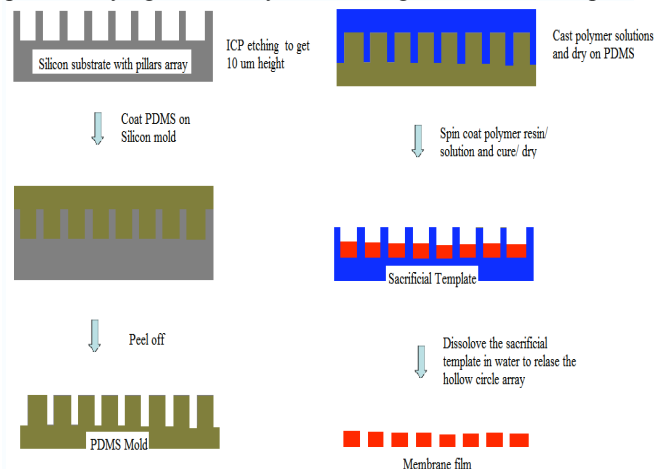 Silicon substrate with pillars array
ICP etching to get
10 um height
Coat PDMS on
Silicon mold
Peel off
PDMS Mold
Cast polymer solutions
and dry on PDMS
Spin coat polymer resin/
solution and cure/ dry
Sacrificial Template
Dissolove the sacrificial
template in water to relase the
hollow circle array
Membrane film